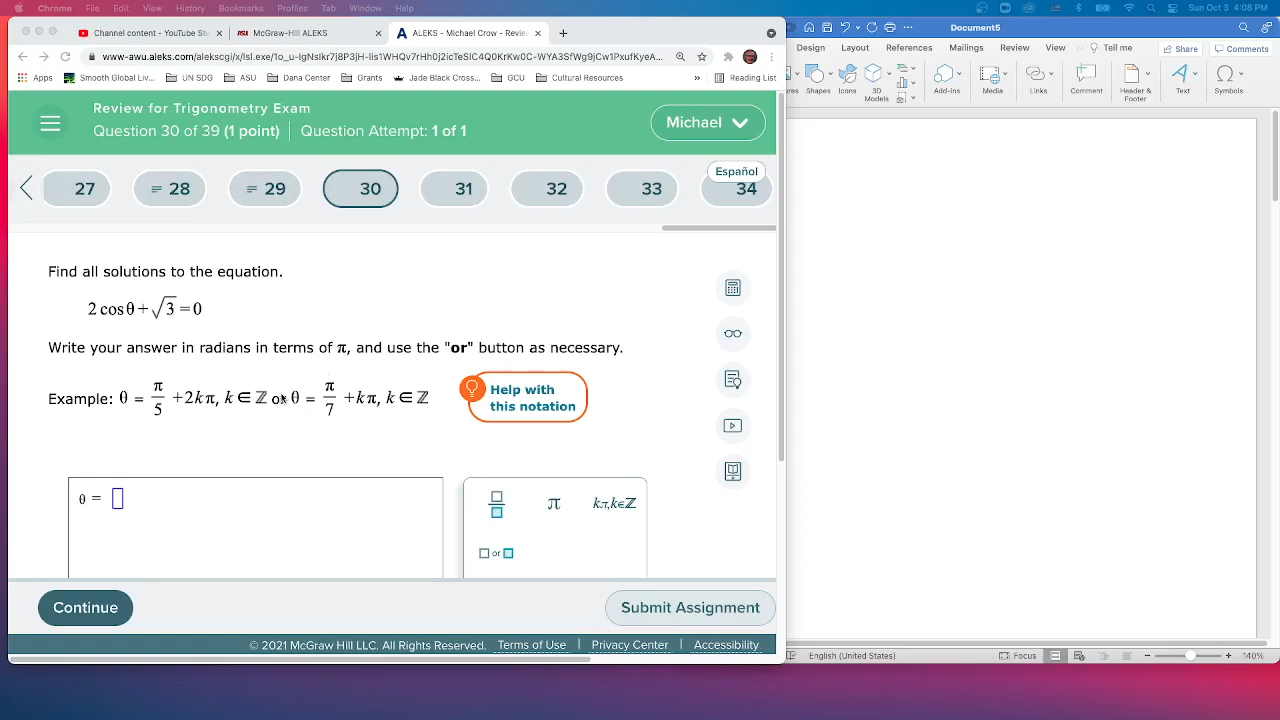 Chrome File Edit View History Bookmarks Profiles Tab Window Help
Sun Oct 3 4:08 PM
Channel content - YouTube Stu
McGraw-Hill ALEKS
ALEKS - Michael Crow - Revie
Document5
Design Layout References Mailings Review View Tell me Share Comments
Apps Smooth Global Liv... UN SDG ASU Dana Center Grants Jade Black Cross... GCU Cultural Resources » Reading List
Shapes Icons 3D Models Add-ins Media Links Comment Header & Footer Text Symbols
Review for Trigonometry Exam
Question 30 of 39 (1 point) Question Attempt: 1 of 1
Michael
Español
27 = 28 = 29 30 31 32 33 34
Find all solutions to the equation.
2 cosθ + √3 = 0
Write your answer in radians in terms of π, and use the "or" button as necessary.
Example: θ = π/5 + 2kπ, k ∈ ℤ or θ = π/7 + kπ, k ∈ ℤ
Help with this notation
θ =
π
kπ, k∈ℤ
or
Continue
Submit Assignment
© 2021 McGraw Hill LLC. All Rights Reserved. Terms of Use | Privacy Center | Accessibility
English (United States)
Focus
140%